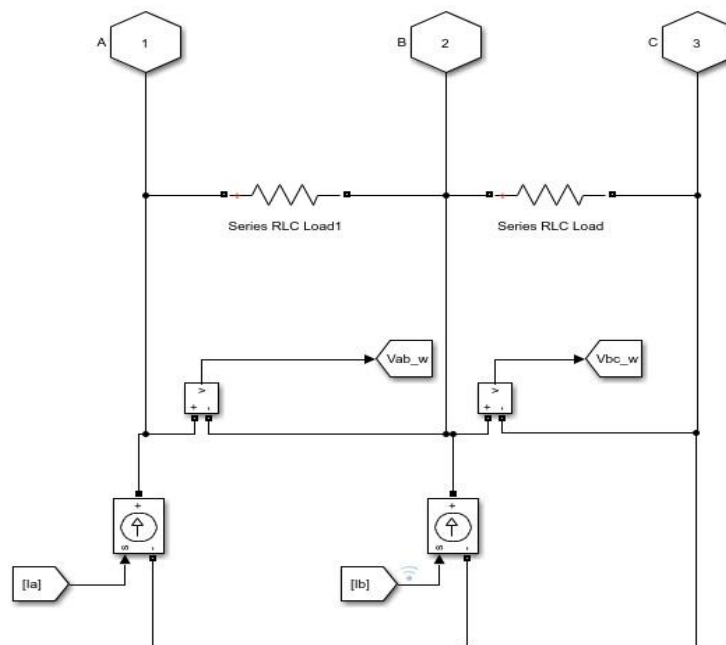 A 1 B 2 C 3
+ +
Series RLC Load1 Series RLC Load
Vab_w Vbc_w
v v
+ - + -
+ +
s - s -
[Ia] [Ib]